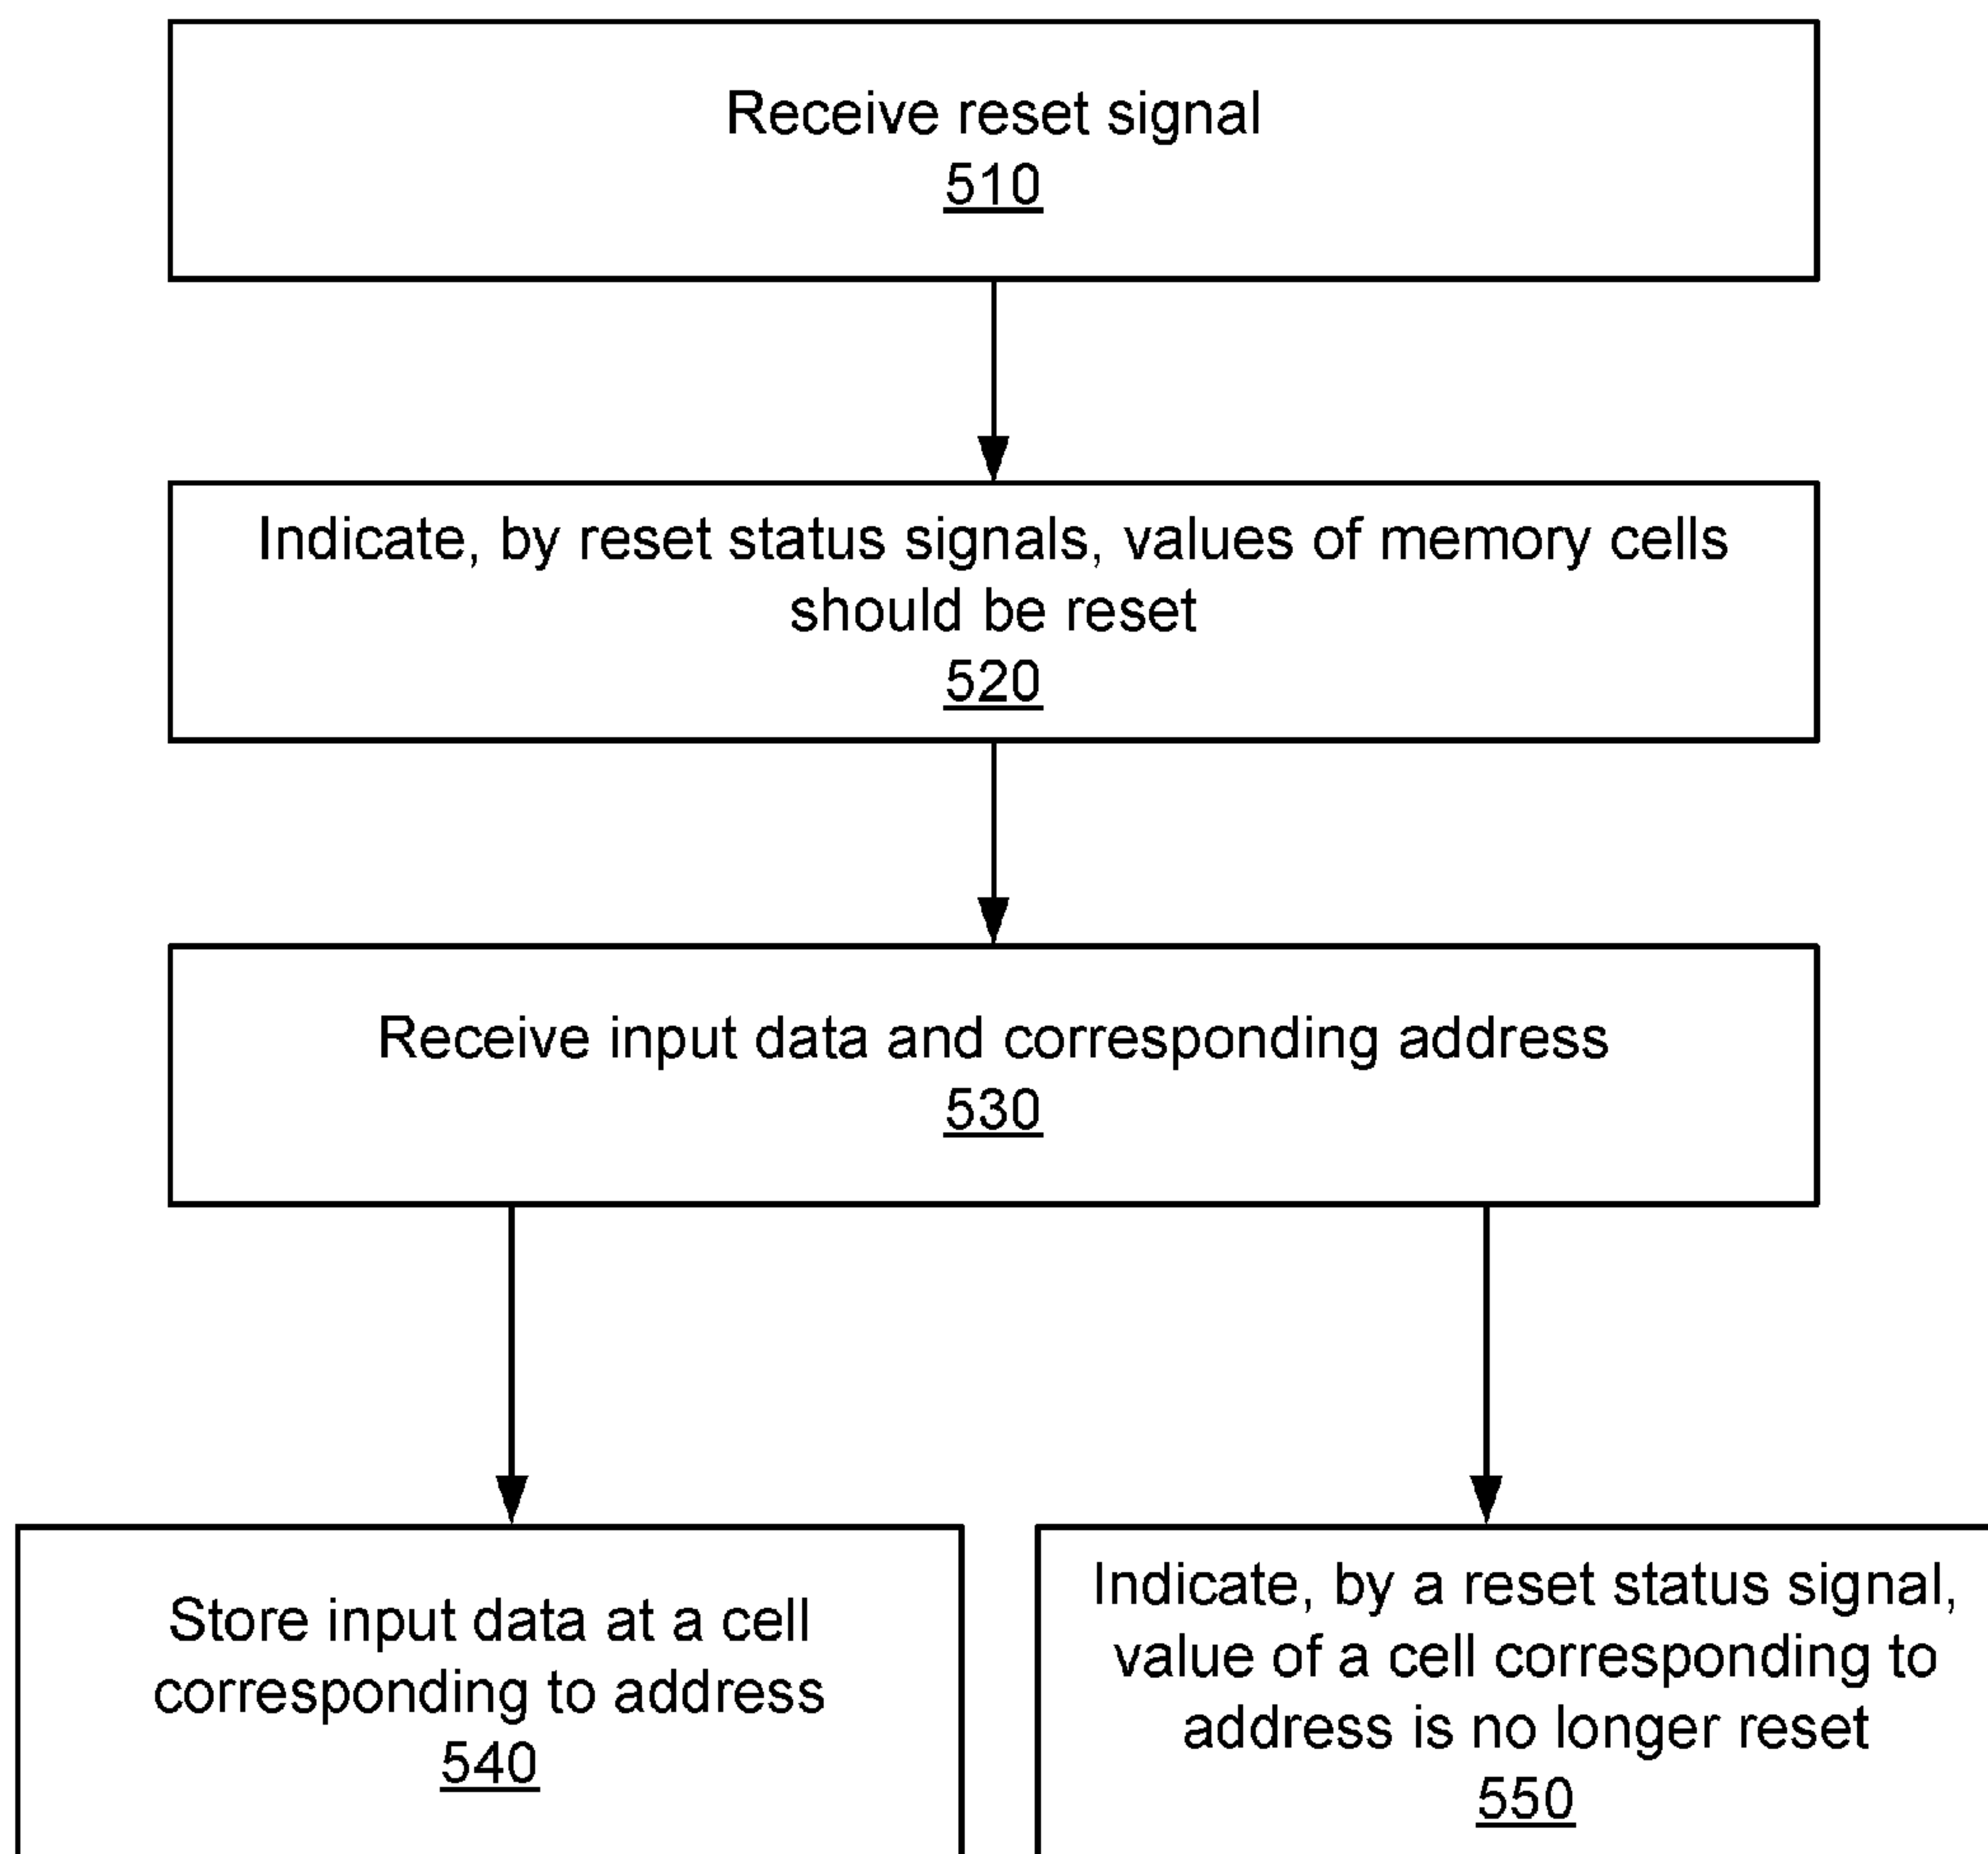 Receive reset signal
510
Indicate, by reset status signals, values of memory cells
should be reset
520
Receive input data and corresponding address
530
Store input data at a cell
corresponding to address
540
Indicate, by a reset status signal,
value of a cell corresponding to
address is no longer reset
550